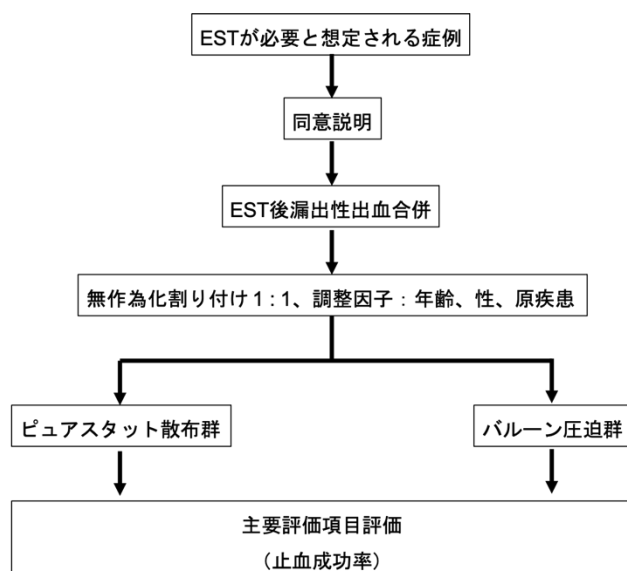 ESTが必要と想定される症例
同意説明
EST後漏出性出血合併
無作為化割り付け1：1、調整因子：年齢、性、原疾患
ピュアスタット散布群
バルーン圧迫群
主要評価項目評価
(止血成功率)